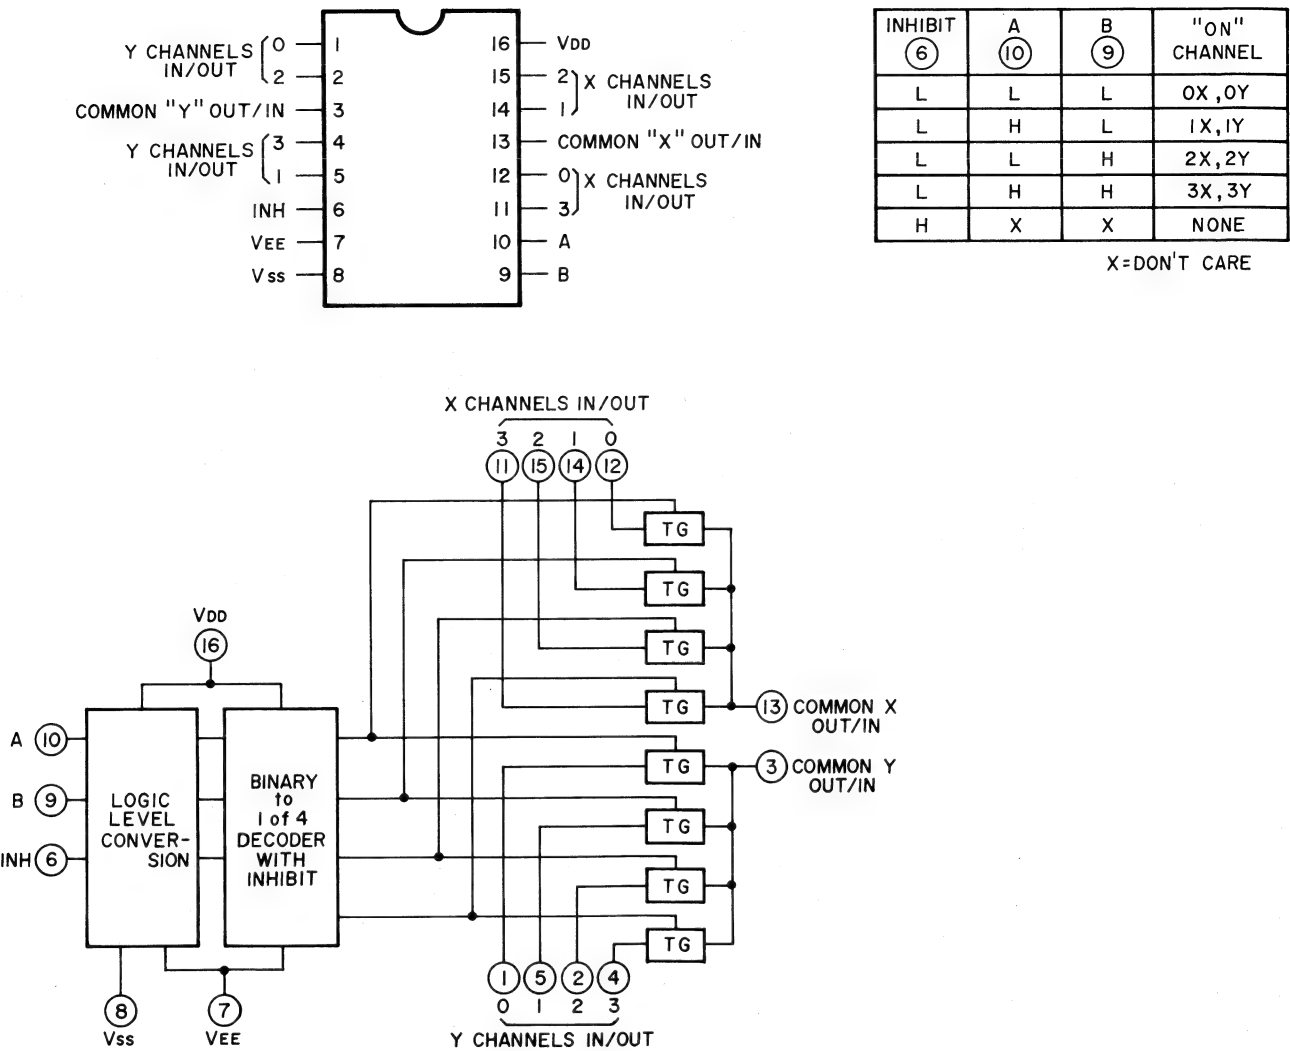 Y CHANNELS IN/OUT { 0 1
2 2
COMMON "Y" OUT/IN 3
Y CHANNELS IN/OUT { 3 4
1 5
INH 6
VEE 7
Vss 8
16 VDD
15 2 } X CHANNELS IN/OUT
14 1
13 COMMON "X" OUT/IN
12 0 } X CHANNELS IN/OUT
11 3
10 A
9 B
INHIBIT 6 A 10 B 9 "ON" CHANNEL
L L L 0X,0Y
L H L 1X,1Y
L L H 2X,2Y
L H H 3X,3Y
H X X NONE
X=DON'T CARE
X CHANNELS IN/OUT
3 2 1 0
11 15 14 12
TG
TG
TG
TG
13 COMMON X
OUT/IN
TG
3 COMMON Y
OUT/IN
TG
TG
TG
VDD
16
A 10
B 9
INH 6
LOGIC
LEVEL
CONVER-
SION
BINARY
to
1 of 4
DECODER
WITH
INHIBIT
8
Vss
7
VEE
1 5 2 4
0 1 2 3
Y CHANNELS IN/OUT